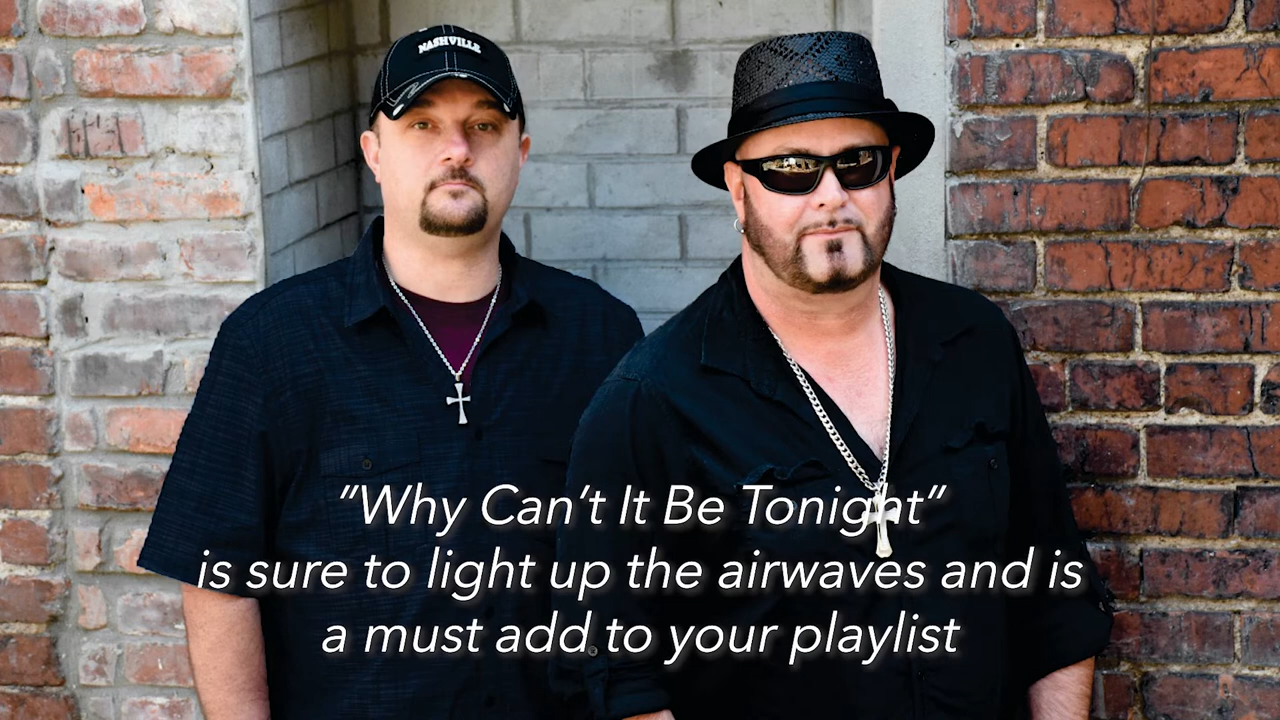 NASHVILLE
"Why Can't It Be Tonight"
is sure to light up the airwaves and is
a must add to your playlist